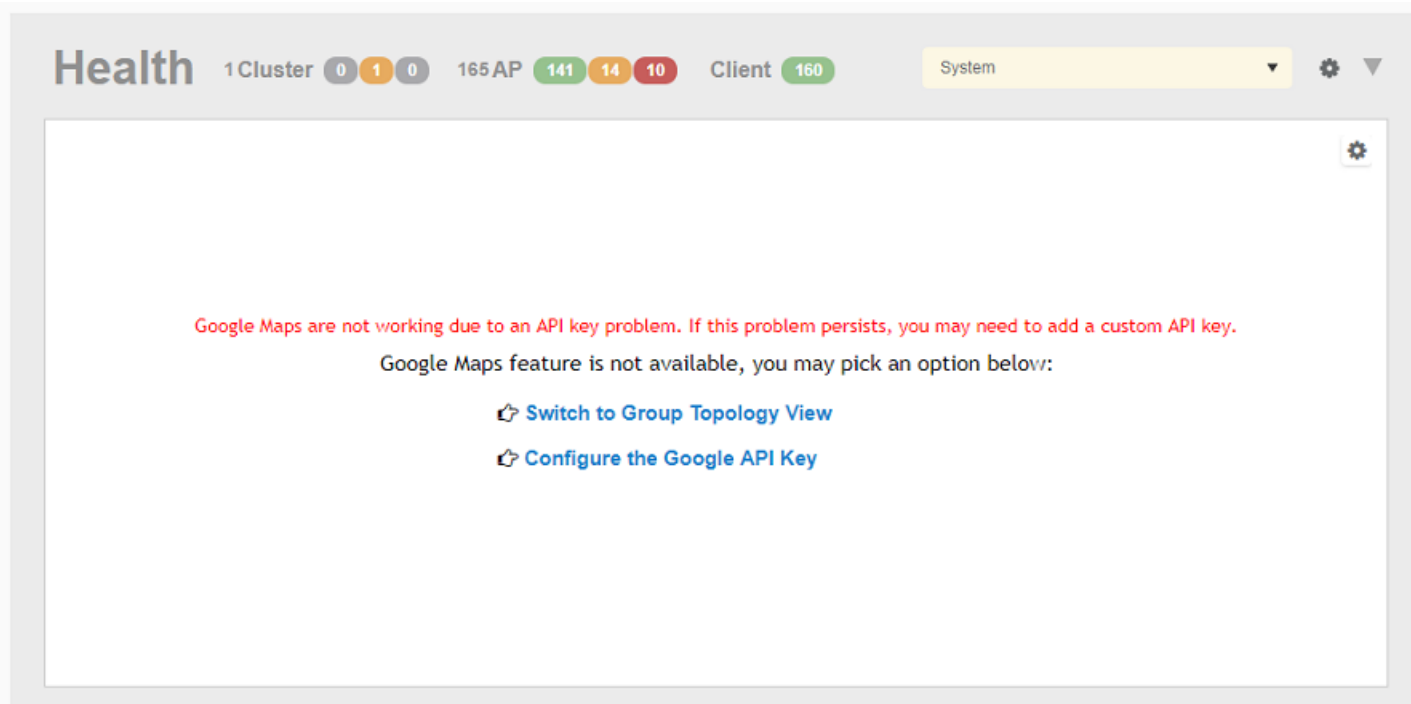 Health 1 Cluster 0 1 0 165 AP 141 14 10 Client 160 System
Google Maps are not working due to an API key problem. If this problem persists, you may need to add a custom API key.
Google Maps feature is not available, you may pick an option below:
Switch to Group Topology View
Configure the Google API Key